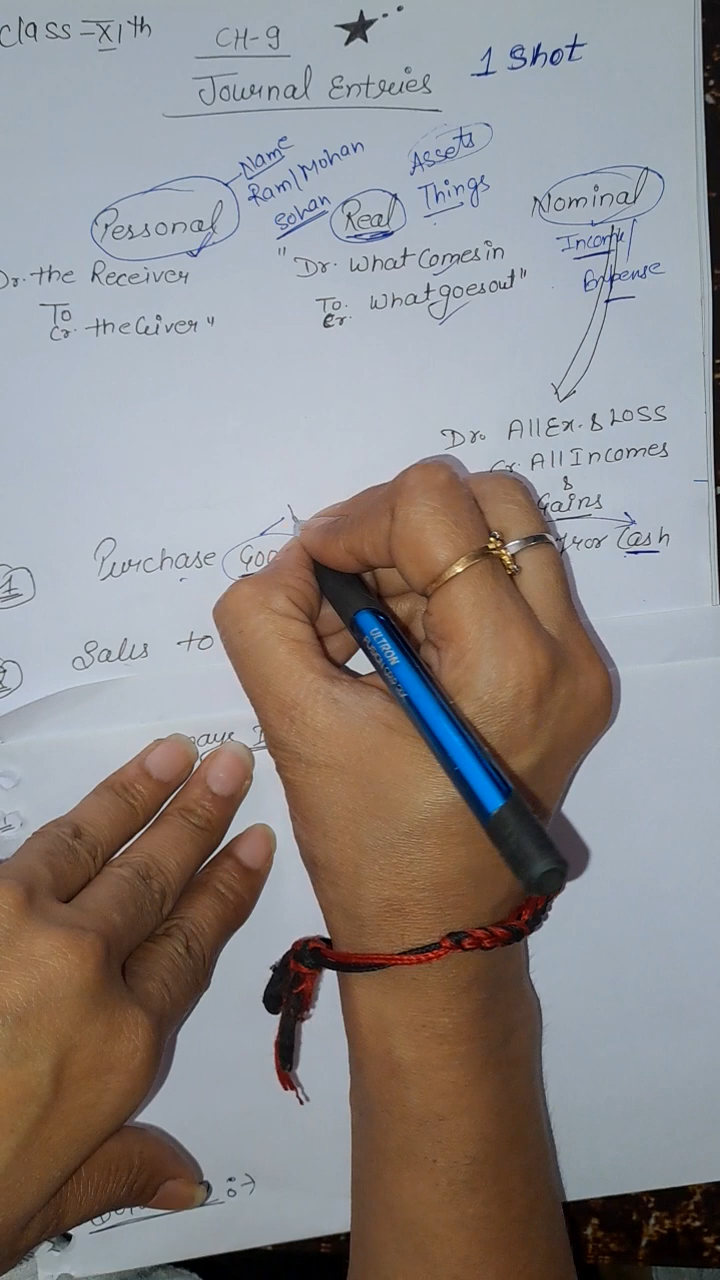 Class = XIth
CH-9
Journal Entries
1 Shot
Personal
Name
Ram/Mohan
Sohan
Real
Assets
Things
Nominal
Income/
Expense
Dr. the Receiver
To
Cr. the Giver"
" Dr. What Comes in
To
Cr. What goes out"
Dr. All Ex. & LOSS
Cr. All Incomes
&
Gains
1 Purchase Goo
for Cash
Sales to
ULTRON